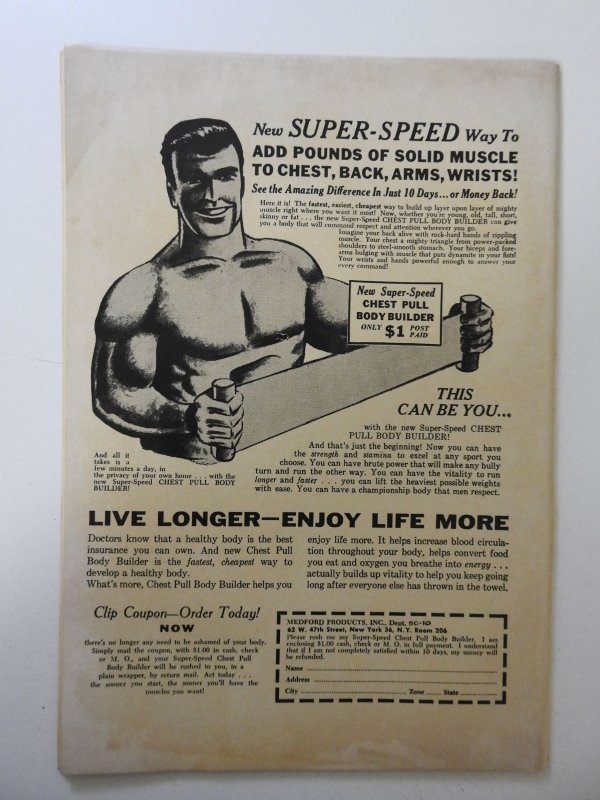 New SUPER-SPEED Way To
ADD POUNDS OF SOLID MUSCLE
TO CHEST, BACK, ARMS, WRISTS!
See the Amazing Difference In Just 10 Days...or Money Back!
Here it is! The fastest, easiest, cheapest way to build up layer upon layer of mighty
muscle right where you want it most! Now, whether you're young, old, tall, short,
skinny or fat . . . the new Super-Speed CHEST PULL BODY BUILDER can give
you a body that will command respect and attention wherever you go.
Imagine your back alive with rock-hard bands of rippling
muscle. Your chest a mighty triangle from power-packed
shoulders to steel-smooth stomach. Your biceps and fore-
arms bulging with muscle that puts dynamite in your fists!
Your wrists and hands powerful enough to answer your
every command!
New Super-Speed
CHEST PULL
BODY BUILDER
ONLY $1 POST PAID
THIS
CAN BE YOU...
with the new Super-Speed CHEST
PULL BODY BUILDER!
And that's just the beginning! Now you can have
the strength and stamina to excel at any sport you
choose. You can have brute power that will make any bully
turn and run the other way. You can have the vitality to run
longer and faster . . . you can lift the heaviest possible weights
with ease. You can have a championship body that men respect.
And all it
takes is a
few minutes a day, in
the privacy of your own home . . . with the
new Super-Speed CHEST PULL BODY
BUILDER!
LIVE LONGER—ENJOY LIFE MORE
Doctors know that a healthy body is the best
insurance you can own. And new Chest Pull
Body Builder is the fastest, cheapest way to
develop a healthy body.
What's more, Chest Pull Body Builder helps you
enjoy life more. It helps increase blood circula-
tion throughout your body, helps convert food
you eat and oxygen you breathe into energy . . .
actually builds up vitality to help you keep going
long after everyone else has thrown in the towel.
Clip Coupon—Order Today!
NOW
there's no longer any need to be ashamed of your body.
Simply mail the coupon, with $1.00 in cash, check
or M. O., and your Super-Speed Chest Pull
Body Builder will be rushed to you, in a
plain wrapper, by return mail. Act today . . .
the sooner you start, the sooner you'll have the
muscles you want!
MEDFORD PRODUCTS, INC., Dept. SG-10
62 W. 47th Street, New York 36, N.Y. Room 206
Please rush me my Super-Speed Chest Pull Body Builder. I am
enclosing $1.00 cash, check or M. O. in full payment. I understand
that if I am not completely satisfied within 10 days, my money will
be refunded.
Name
Address
City Zone State